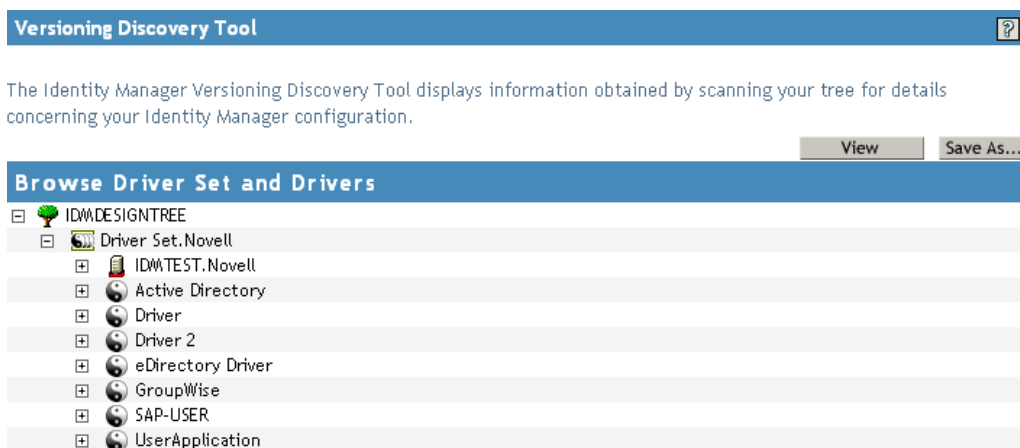 Versioning Discovery Tool
?
The Identity Manager Versioning Discovery Tool displays information obtained by scanning your tree for details
concerning your Identity Manager configuration.
View Save As...
Browse Driver Set and Drivers
IDMDESIGNTREE
Driver Set.Novell
IDMTEST.Novell
Active Directory
Driver
Driver 2
eDirectory Driver
GroupWise
SAP-USER
UserApplication